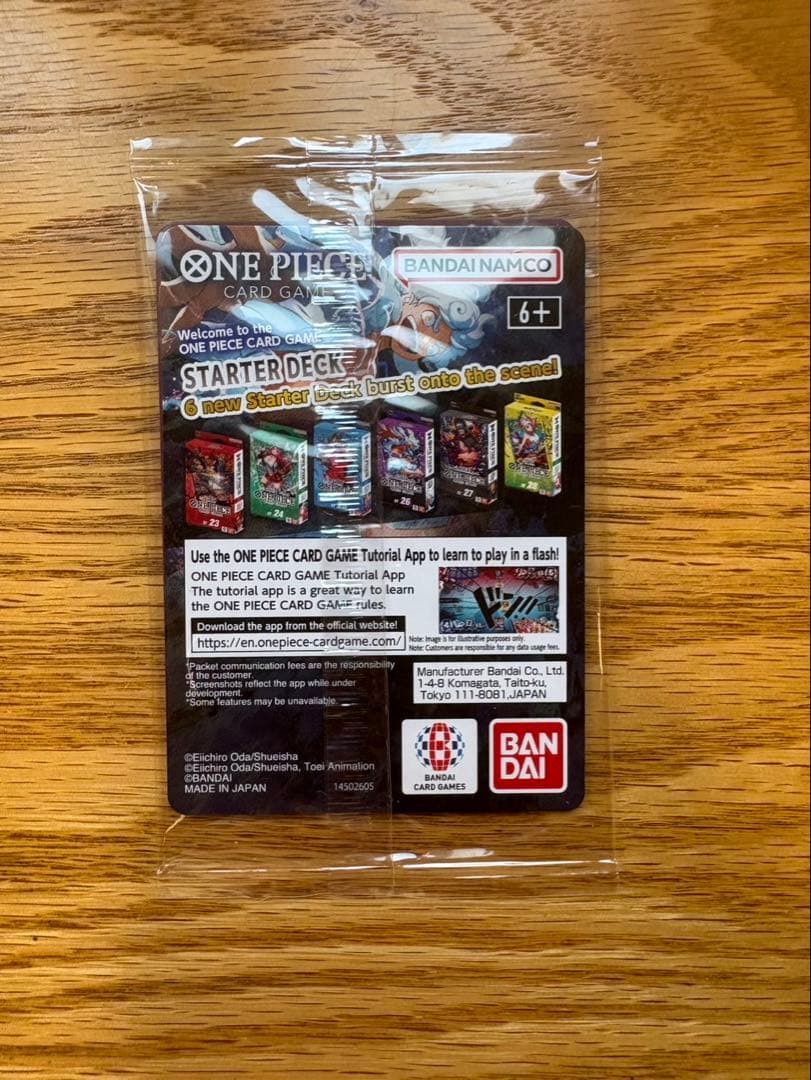 ONE PIECE
CARD GAME
BANDAI NAMCO
6+
Welcome to the
ONE PIECE CARD GAME
STARTER DECK
6 new Starter Deck burst onto the scene!
23
24
26
27
28
Use the ONE PIECE CARD GAME Tutorial App to learn to play in a flash!
ONE PIECE CARD GAME Tutorial App
The tutorial app is a great way to learn
the ONE PIECE CARD GAME rules.
Download the app from the official website!
https://en.onepiece-cardgame.com/
ドン!!
Note: Image is for illustrative purposes only.
Note: Customers are responsible for any data usage fees.
*Packet communication fees are the responsibility
of the customer.
*Screenshots reflect the app while under
development.
*Some features may be unavailable.
Manufacturer Bandai Co., Ltd.
1-4-8 Komagata, Taito-ku,
Tokyo 111-8081,JAPAN
©Eiichiro Oda/Shueisha
©Eiichiro Oda/Shueisha, Toei Animation
©BANDAI
MADE IN JAPAN
14502605
BANDAI
CARD GAMES
BAN
DAI